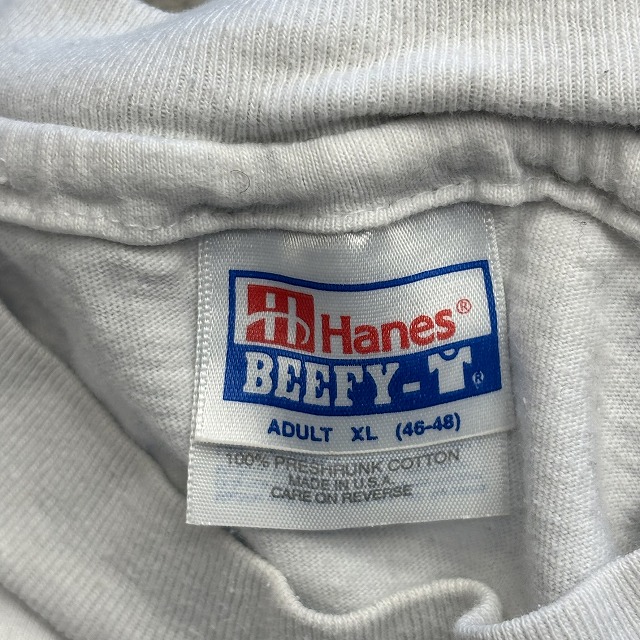 Hanes®
BEEFY-T®
ADULT XL (46-48)
100% PRESHRUNK COTTON
MADE IN U.S.A.
CARE ON REVERSE